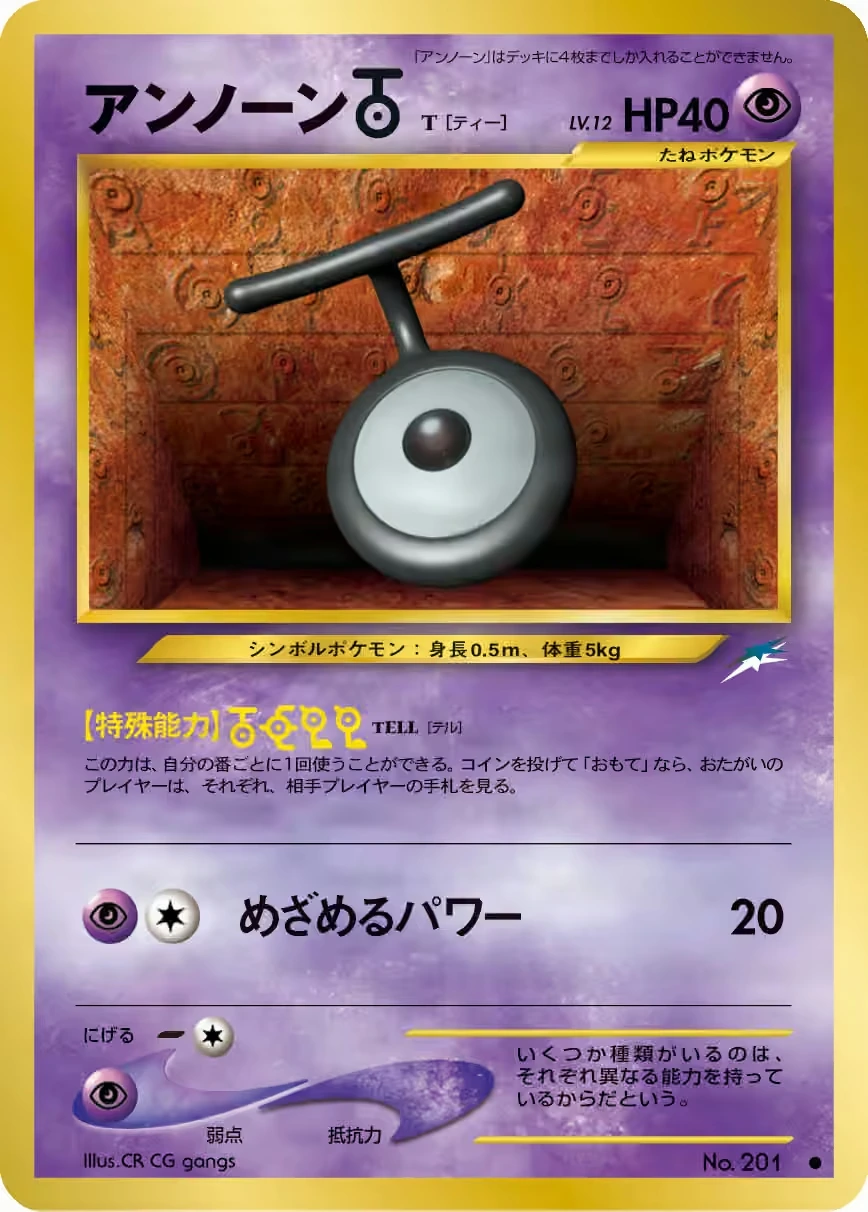 「アンノーン」はデッキに4枚までしか入れることができません。
アンノーンT T [ティー] LV.12 HP40
たねポケモン
シンボルポケモン：身長0.5m、体重5kg
【特殊能力】TELL TELL [テル]
この力は、自分の番ごとに1回使うことができる。コインを投げて「おもて」なら、おたがいの
プレイヤーは、それぞれ、相手プレイヤーの手札を見る。
めざめるパワー 20
にげる
いくつか種類がいるのは、
それぞれ異なる能力を持って
いるからだという。
弱点 抵抗力
Illus.CR CG gangs No.201